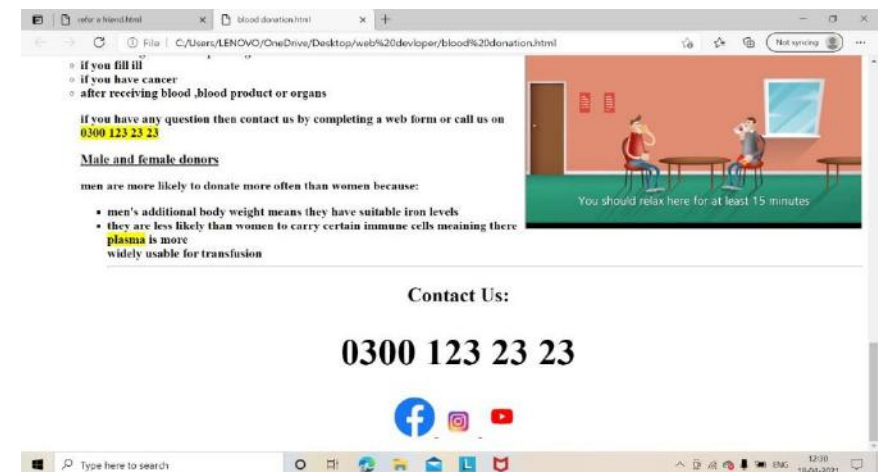 refer a friend.html
blood donation.html
File | C:/Users/LENOVO/OneDrive/Desktop/web%20devloper/blood%20donation.html
Not syncing
if you fill ill
if you have cancer
after receiving blood ,blood product or organs
if you have any question then contact us by completing a web form or call us on
0300 123 23 23
Male and female donors
men are more likely to donate more often than women because:
men's additional body weight means they have suitable iron levels
they are less likely than women to carry certain immune cells meaining there
plasma is more
widely usable for transfusion
You should relax here for at least 15 minutes
Contact Us:
0300 123 23 23
Type here to search
ENG
12:30